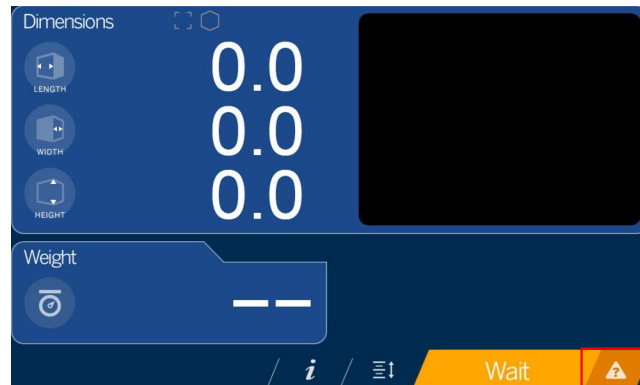 Dimensions
0.0
LENGTH
0.0
WIDTH
0.0
HEIGHT
Weight
--
i
Wait
?